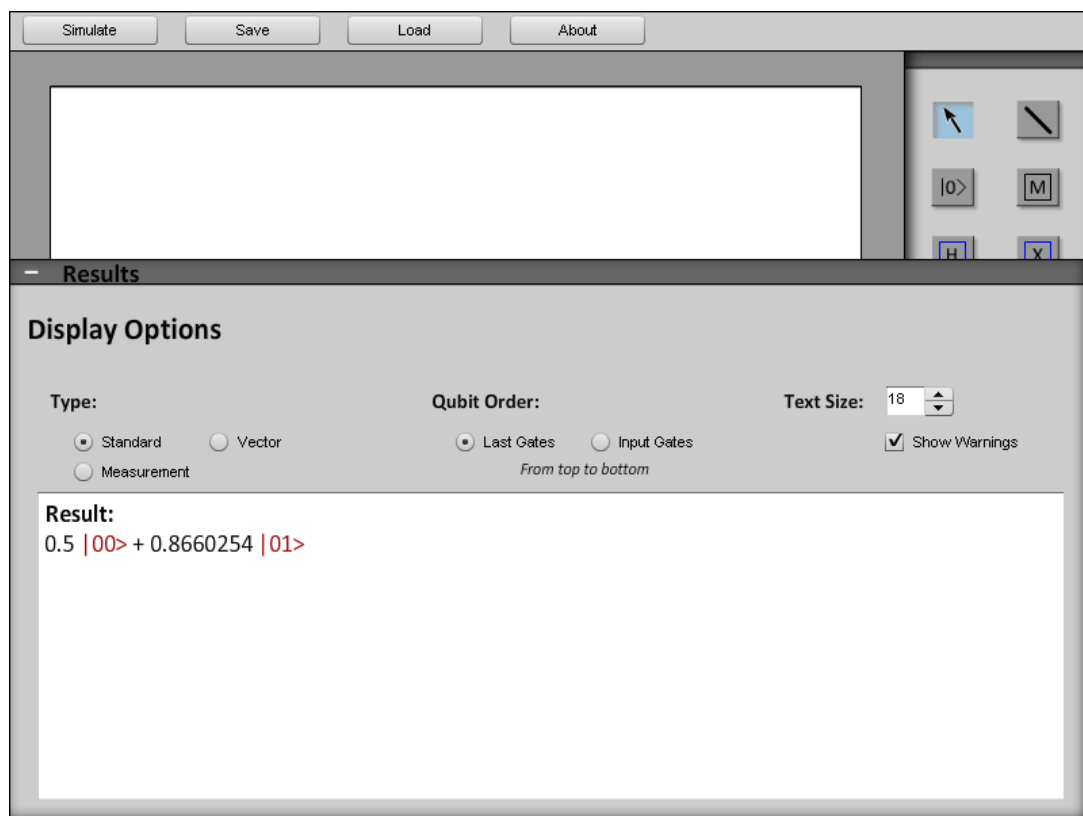 Simulate Save Load About
|0> M
H X
Results
Display Options
Type: Qubit Order: Text Size: 18
Standard Vector Last Gates Input Gates Show Warnings
Measurement From top to bottom
Result:
0.5 |00> + 0.8660254 |01>